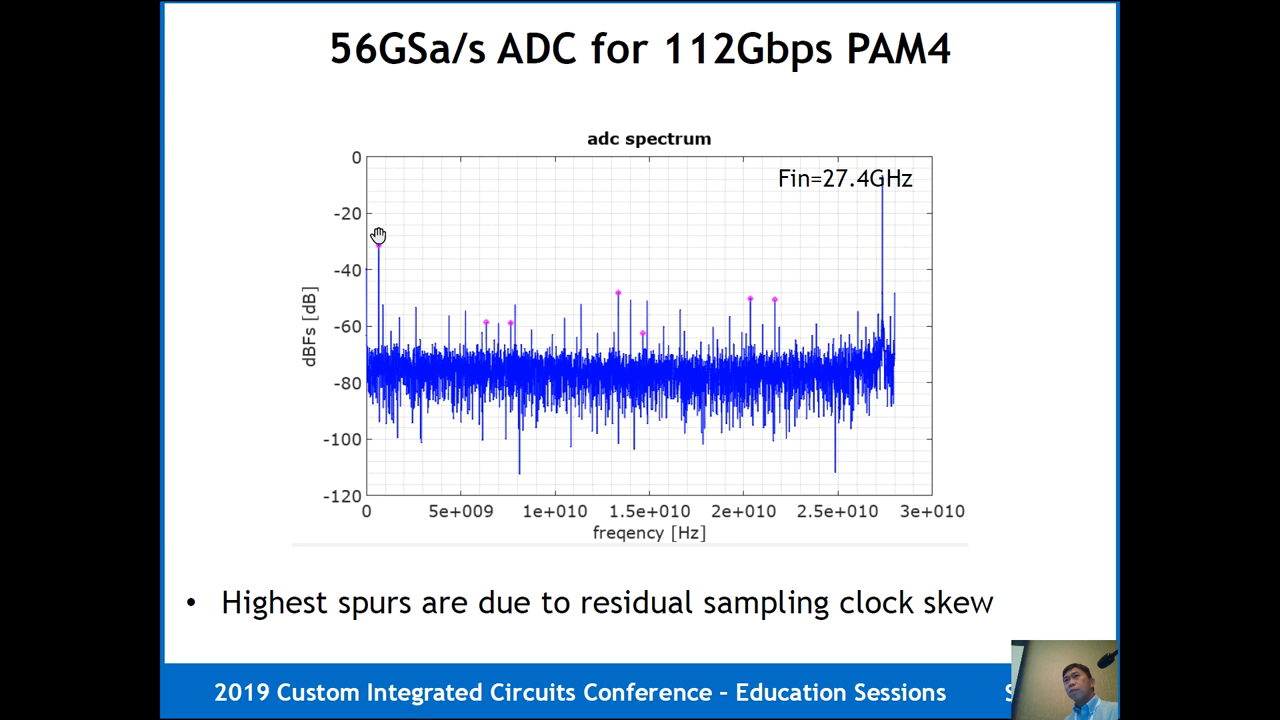 56GSa/s ADC for 112Gbps PAM4
adc spectrum
Fin=27.4GHz
0
-20
-40
-60
-80
-100
-120
dBFs [dB]
0 5e+009 1e+010 1.5e+010 2e+010 2.5e+010 3e+010
freqency [Hz]
• Highest spurs are due to residual sampling clock skew
2019 Custom Integrated Circuits Conference - Education Sessions